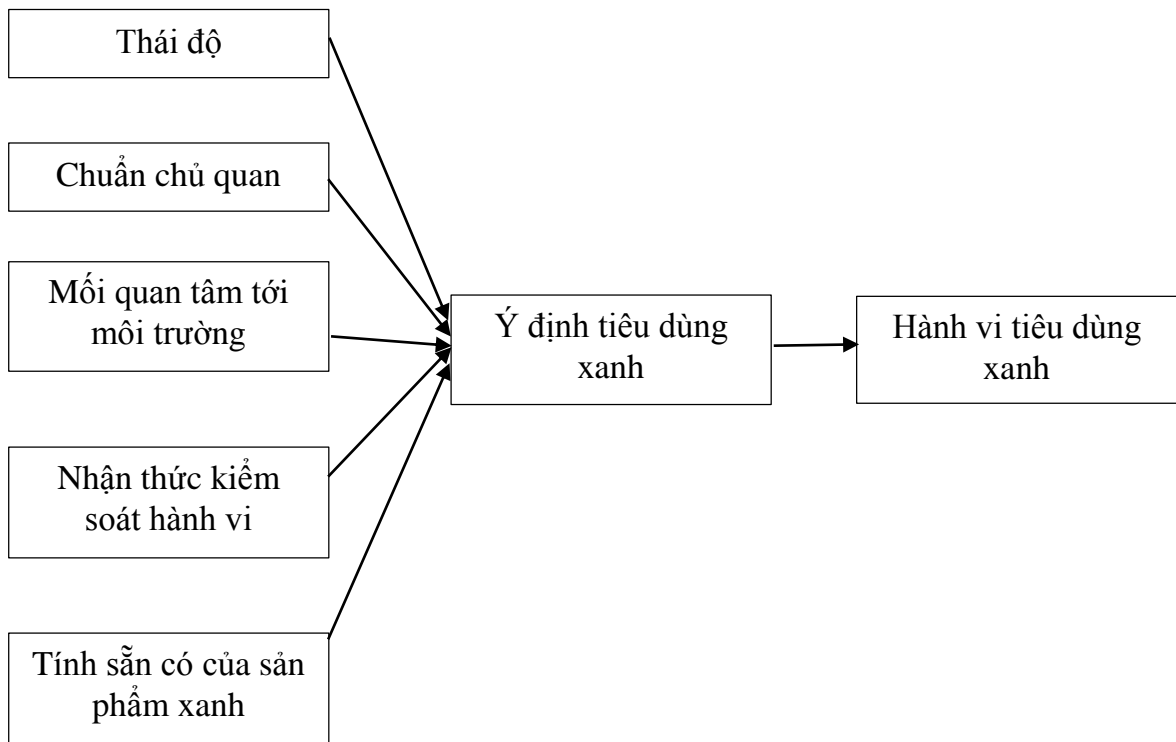 Thái độ
Chuẩn chủ quan
Mối quan tâm tới
môi trường
Nhận thức kiểm
soát hành vi
Tính sẵn có của sản
phẩm xanh
Ý định tiêu dùng
xanh
Hành vi tiêu dùng
xanh